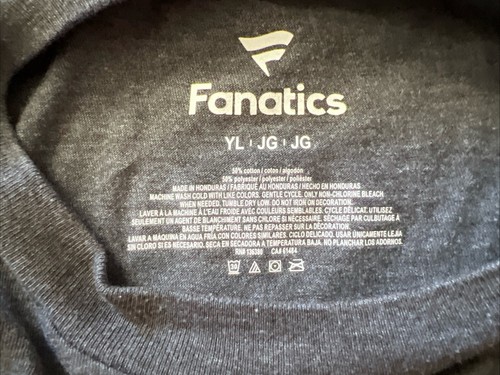 Fanatics
YL JG JG
50% cotton / coton / algodon
50% polyester / polyester / poliéster
MADE IN HONDURAS / FABRIQUÉ AU HONDURAS / HECHO EN HONDURAS
MACHINE WASH COLD WITH LIKE COLORS. GENTLE CYCLE. ONLY NON-CHLORINE BLEACH
WHEN NEEDED. TUMBLE DRY LOW. DO NOT IRON ON DECORATION.
LAVER À LA MACHINE À L'EAU FROIDE AVEC COULEURS SEMBLABLES. CYCLE DÉLICAT. UTILISEZ
SEULEMENT AGENT DE BLANCHIMENT SANS CHLORE SI NÉCESSAIRE. SÉCHAGE PAR CULBUTAGE À
BASSE TEMPÉRATURE. NE PAS REPASSER SUR LA DÉCORATION.
LAVAR A MÁQUINA EN AGUA FRÍA CON COLORES SIMILARES. CICLO DELICADO. USAR ÚNICAMENTE LEJÍA
SIN CLORO SI ES NECESARIO. SECA EN SECADORA A TEMPERATURA BAJA. NO PLANCHAR LOS ADORNOS.